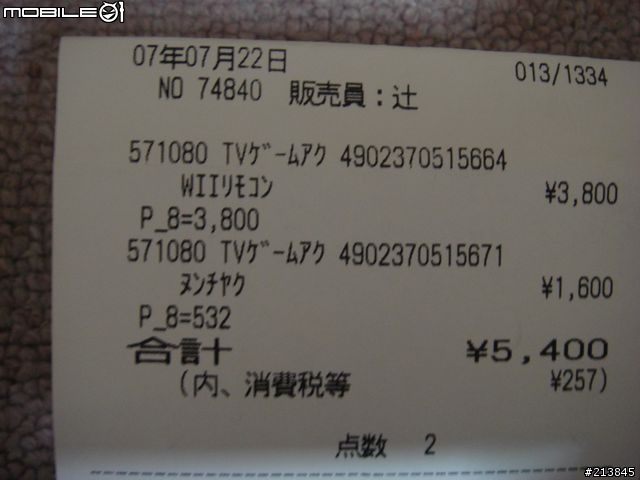 MOBILE01
07年07月22日 013/1334
NO 74840 販売員：辻
571080 TVｹﾞｰﾑｱｸ 4902370515664
WIIﾘﾓｺﾝ ¥3,800
P_8=3,800
571080 TVｹﾞｰﾑｱｸ 4902370515671
ﾇﾝﾁﾔｸ ¥1,600
P_8=532
合計 ¥5,400
(内、消費税等 ¥257)
点数 2
#213845